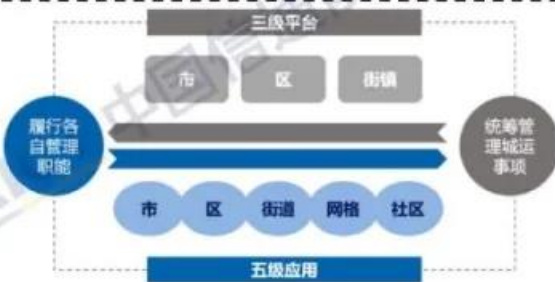 三级平台
市 区 街镇
履行各
自管理
职能
统筹管
理城运
事项
市 区 街道 网格 社区
五级应用